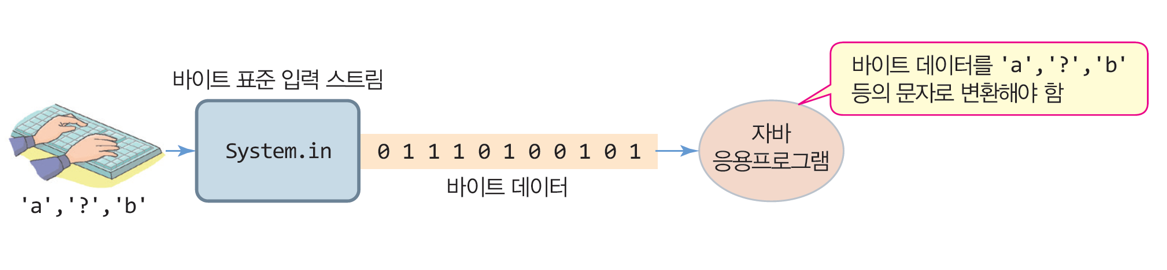 바이트 표준 입력 스트림
System.in
0 1 1 1 0 1 0 0 1 0 1
바이트 데이터
'a','?','b'
자바
응용프로그램
바이트 데이터를 'a','?','b'
등의 문자로 변환해야 함